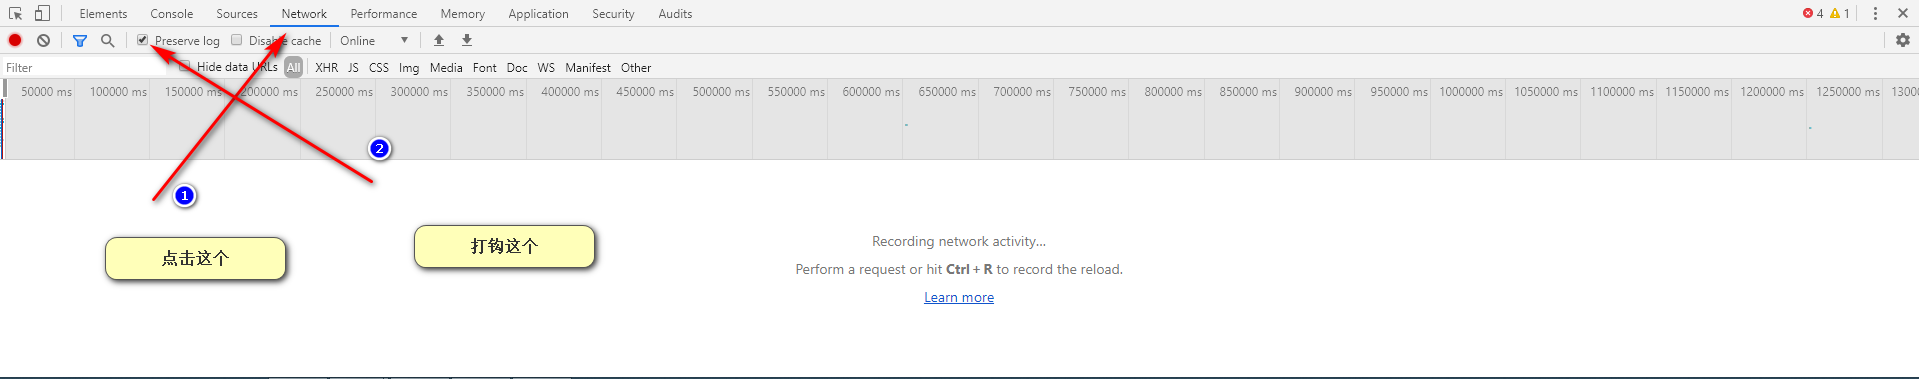 Elements Console Sources Network Performance Memory Application Security Audits 4 1
Preserve log Disable cache Online
Filter Hide data URLs All XHR JS CSS Img Media Font Doc WS Manifest Other
50000 ms 100000 ms 150000 ms 200000 ms 250000 ms 300000 ms 350000 ms 400000 ms 450000 ms 500000 ms 550000 ms 600000 ms 650000 ms 700000 ms 750000 ms 800000 ms 850000 ms 900000 ms 950000 ms 1000000 ms 1050000 ms 1100000 ms 1150000 ms 1200000 ms 1250000 ms 13000
2
1
点击这个
打钩这个
Recording network activity...
Perform a request or hit Ctrl + R to record the reload.
Learn more